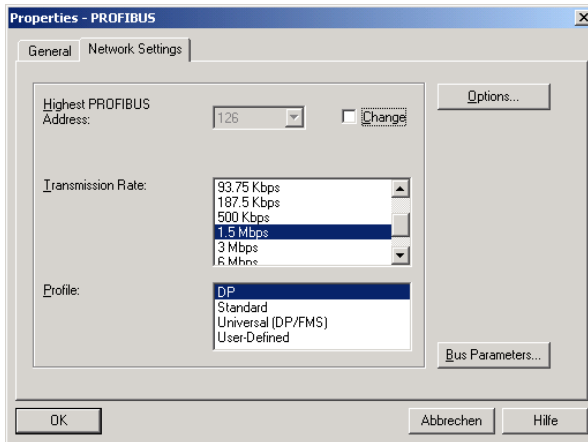 Properties - PROFIBUS
General
Network Settings
Highest PROFIBUS
Address:
126
Change
Options...
Transmission Rate:
93.75 Kbps
187.5 Kbps
500 Kbps
1.5 Mbps
3 Mbps
6 Mbps
Profile:
DP
Standard
Universal (DP/FMS)
User-Defined
Bus Parameters...
OK
Abbrechen
Hilfe